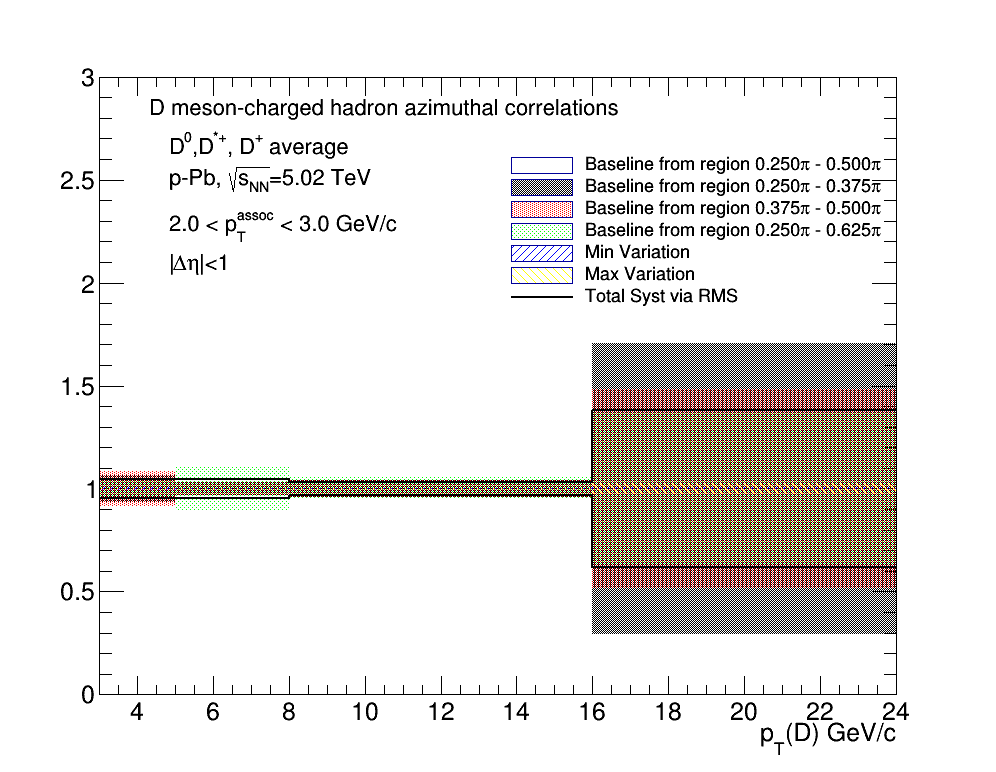 D meson-charged hadron azimuthal correlations
D⁰,D*⁺, D⁺ average
p-Pb, √s_NN=5.02 TeV
2.0 < p_T^assoc < 3.0 GeV/c
|Δη|<1
Baseline from region 0.250π - 0.500π
Baseline from region 0.250π - 0.375π
Baseline from region 0.375π - 0.500π
Baseline from region 0.250π - 0.625π
Min Variation
Max Variation
Total Syst via RMS
3
2.5
2
1.5
1
0.5
0
4 6 8 10 12 14 16 18 20 22 24
p_T(D) GeV/c